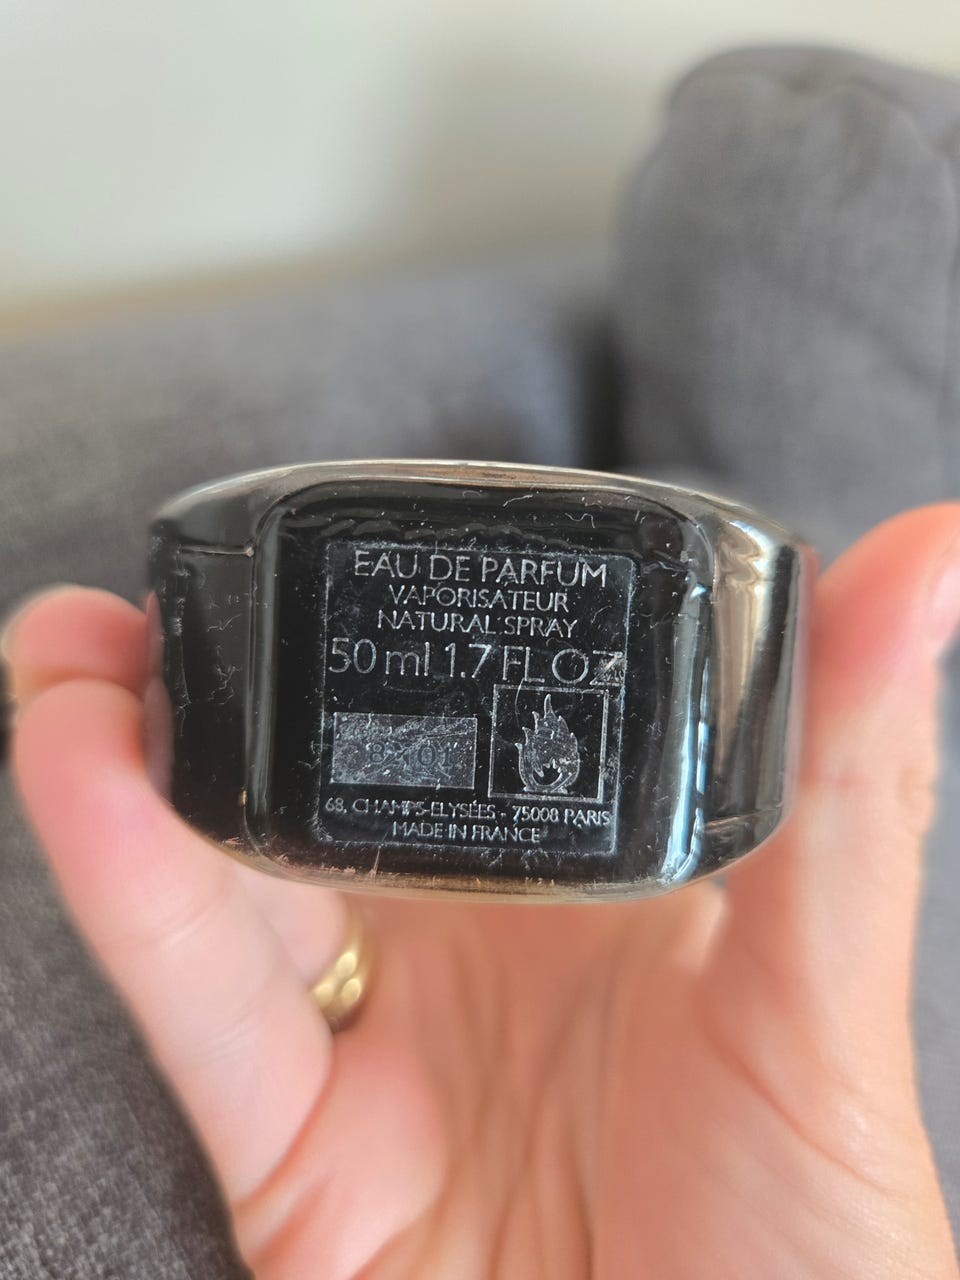 EAU DE PARFUM
VAPORISATEUR
NATURAL SPRAY
50 ml 1.7 FL OZ
68, CHAMPS-ELYSÉES - 75008 PARIS
MADE IN FRANCE